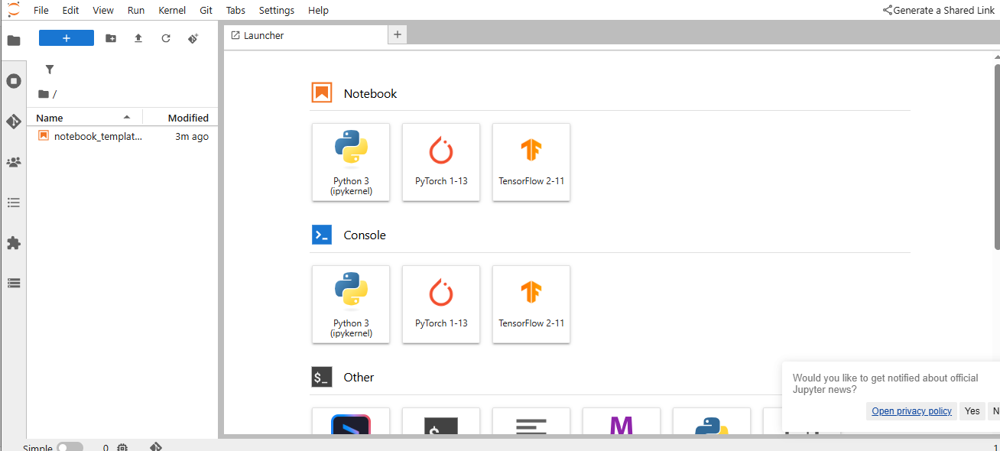 File Edit View Run Kernel Git Tabs Settings Help
Generate a Shared Link
Launcher
/
Name Modified
notebook_templat... 3m ago
Notebook
Python 3
(ipykernel)
PyTorch 1-13
TensorFlow 2-11
Console
Python 3
(ipykernel)
PyTorch 1-13
TensorFlow 2-11
$_ Other
Would you like to get notified about official
Jupyter news?
Open privacy policy Yes N
Simple 0 1